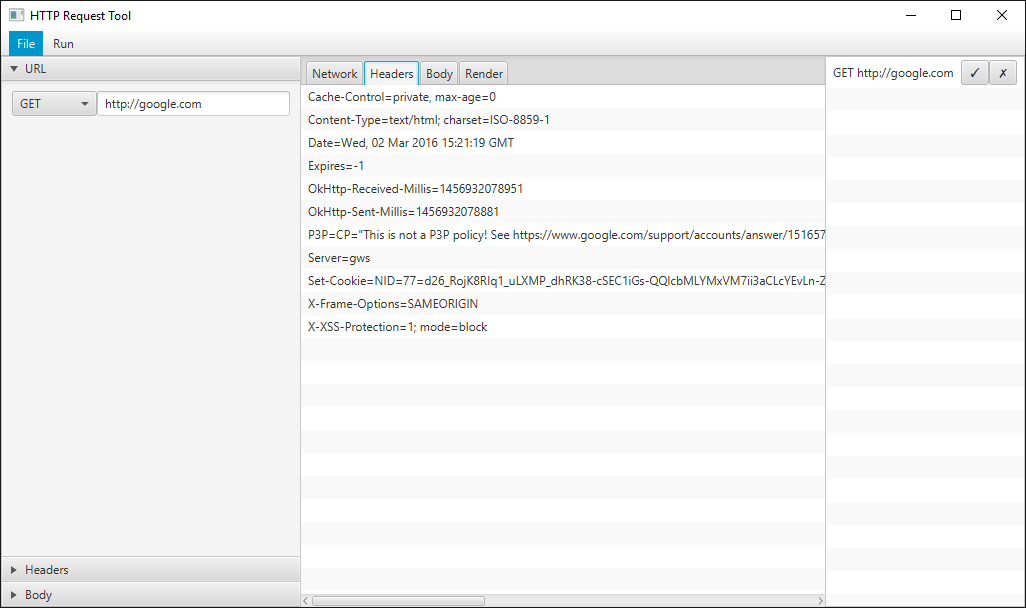 HTTP Request Tool
File Run
URL
GET http://google.com
Headers
Body
Network Headers Body Render
Cache-Control=private, max-age=0
Content-Type=text/html; charset=ISO-8859-1
Date=Wed, 02 Mar 2016 15:21:19 GMT
Expires=-1
OkHttp-Received-Millis=1456932078951
OkHttp-Sent-Millis=1456932078881
P3P=CP="This is not a P3P policy! See https://www.google.com/support/accounts/answer/151657
Server=gws
Set-Cookie=NID=77=d26_RojK8RIq1_uLXMP_dhRK38-cSEC1iGs-QQlcbMLYMxVM7ii3aCLcYEvLn-Z
X-Frame-Options=SAMEORIGIN
X-XSS-Protection=1; mode=block
GET http://google.com ✓ ✗